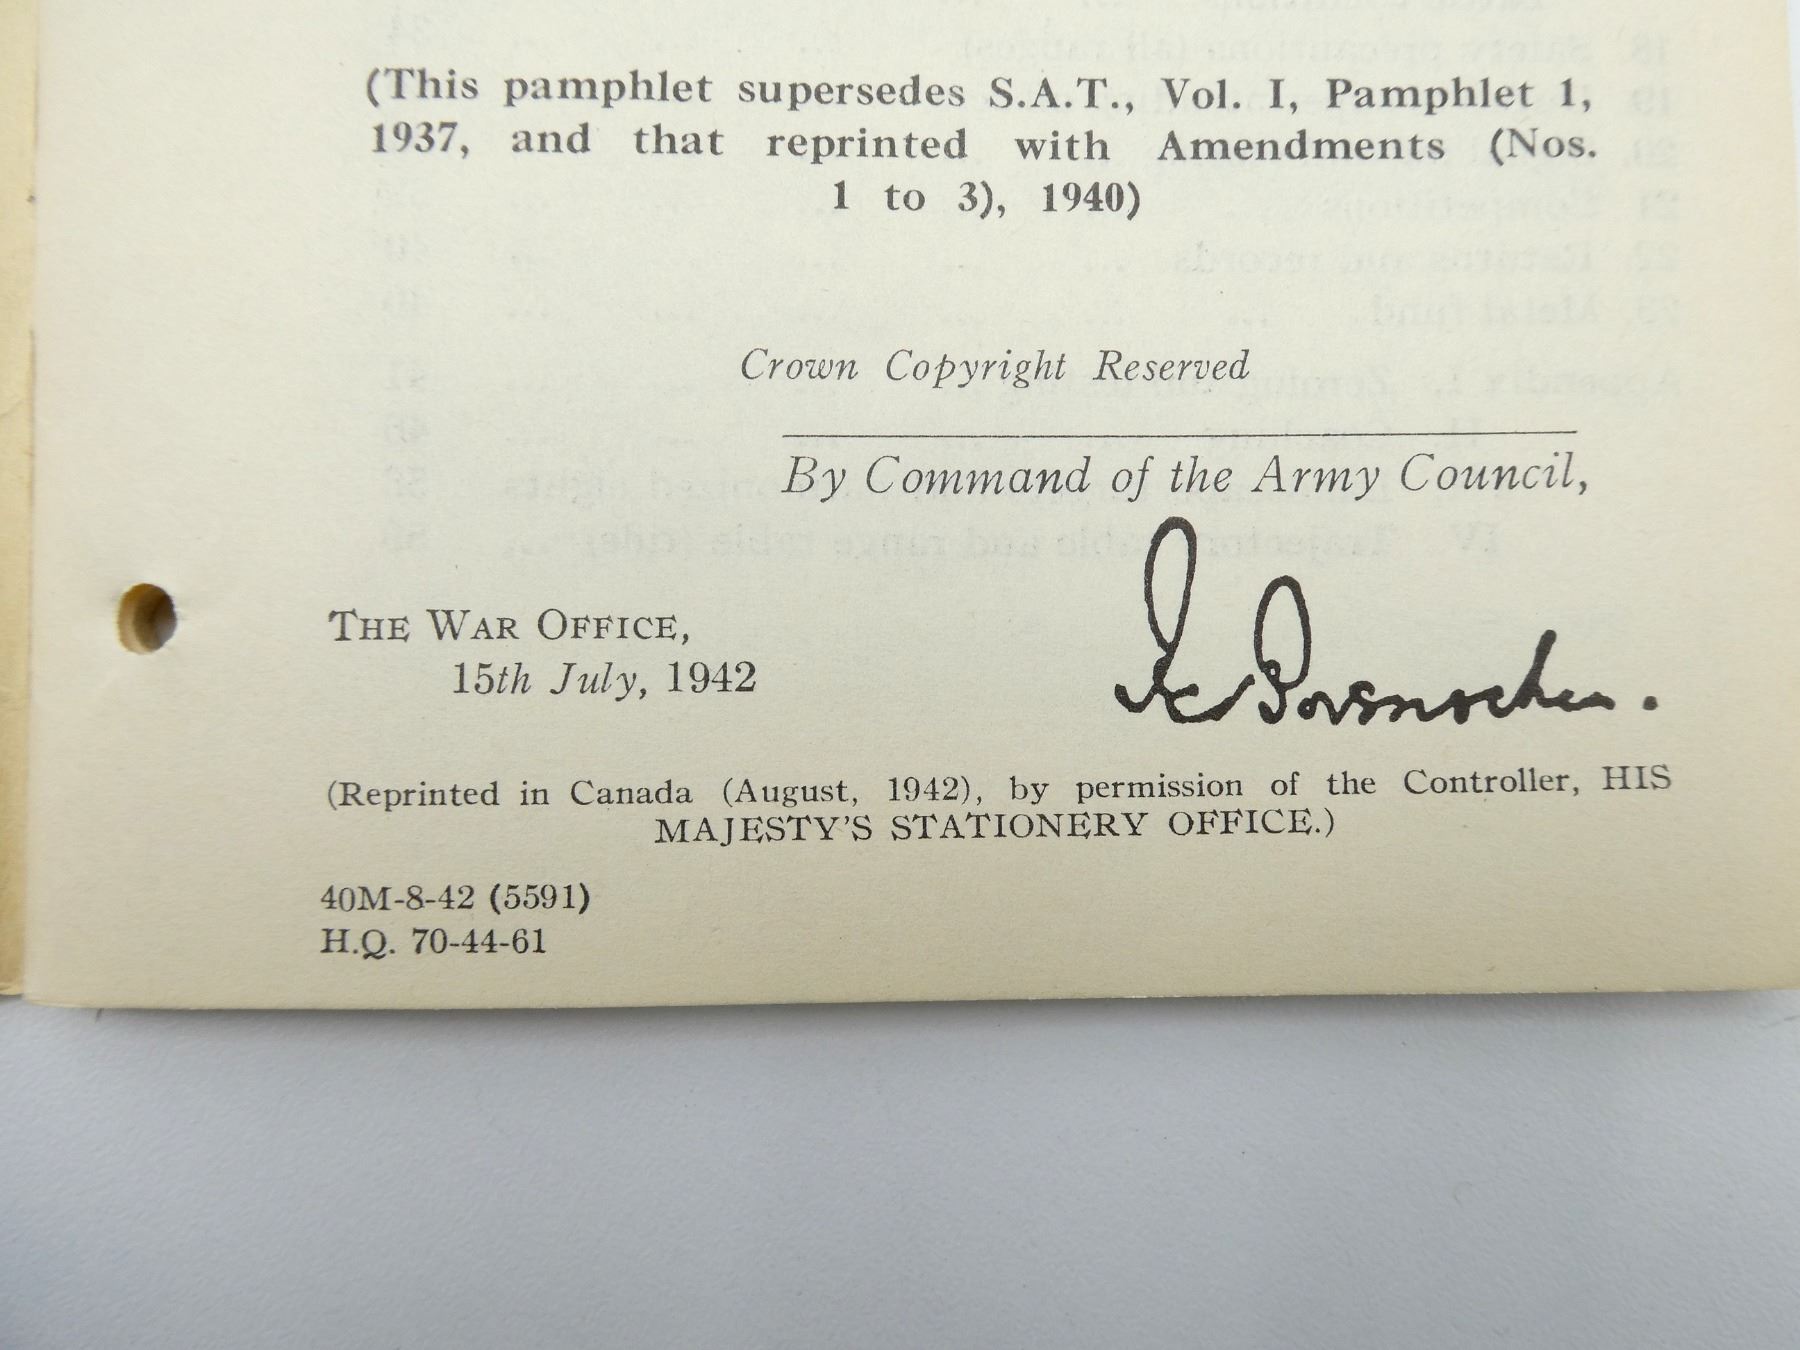 (This pamphlet supersedes S.A.T., Vol. I, Pamphlet 1,
1937, and that reprinted with Amendments (Nos.
1 to 3), 1940)
Crown Copyright Reserved
By Command of the Army Council,
THE WAR OFFICE,
15th July, 1942
(Reprinted in Canada (August, 1942), by permission of the Controller, HIS
MAJESTY'S STATIONERY OFFICE.)
40M-8-42 (5591)
H.Q. 70-44-61